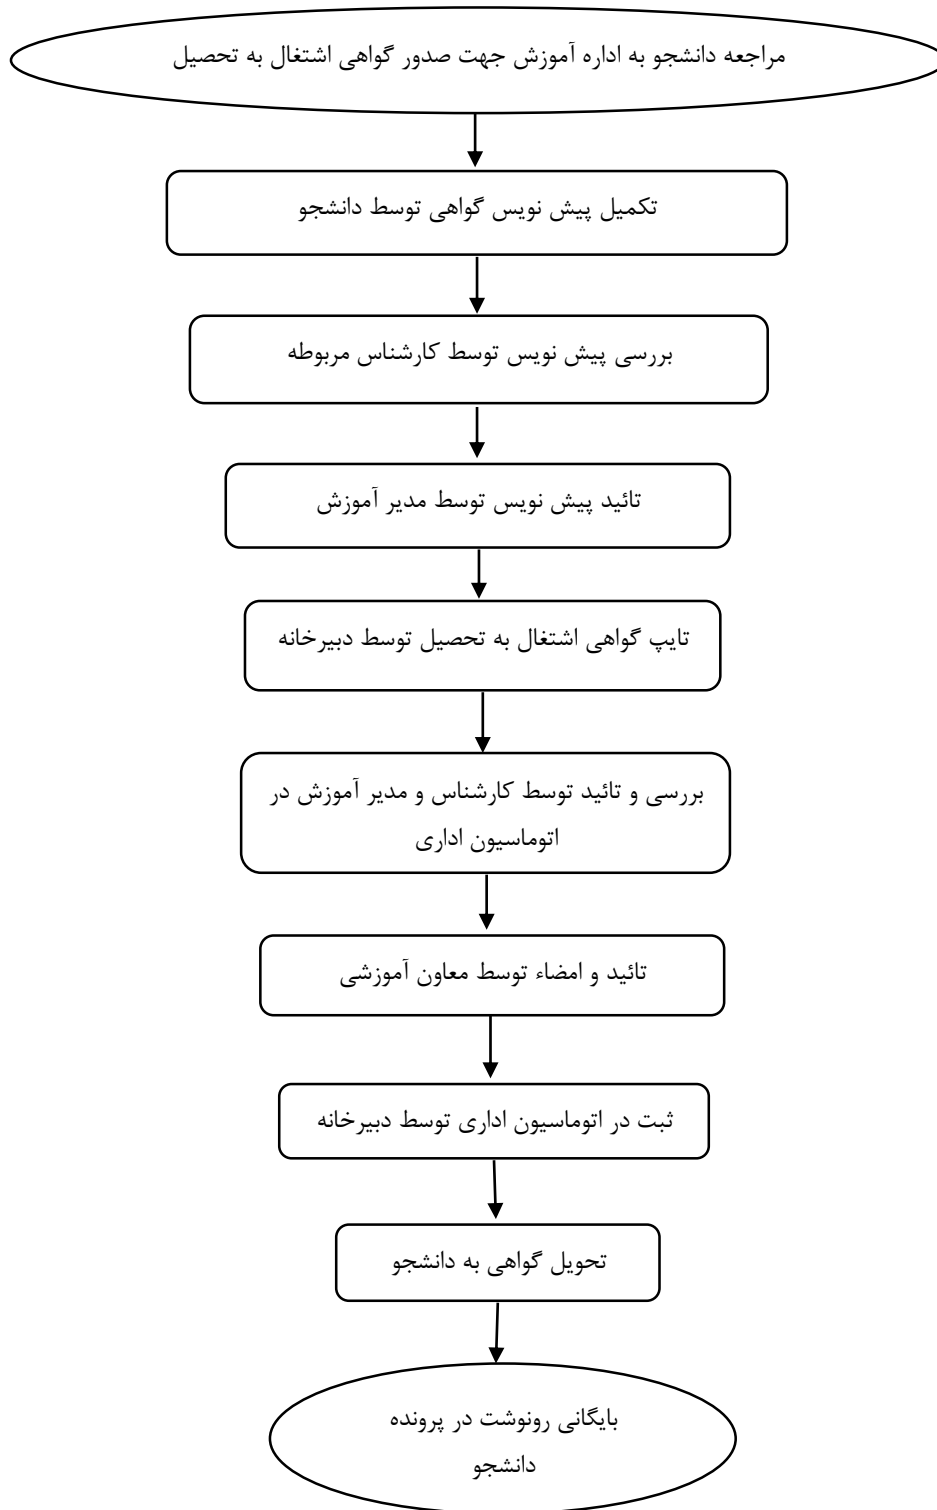 مراجعه دانشجو به اداره آموزش جهت صدور گواهی اشتغال به تحصیل
تکمیل پیش نویس گواهی توسط دانشجو
بررسی پیش نویس توسط کارشناس مربوطه
تائید پیش نویس توسط مدیر آموزش
تایپ گواهی اشتغال به تحصیل توسط دبیرخانه
بررسی و تائید توسط کارشناس و مدیر آموزش در
اتوماسیون اداری
تائید و امضاء توسط معاون آموزشی
ثبت در اتوماسیون اداری توسط دبیرخانه
تحویل گواهی به دانشجو
بایگانی رونوشت در پرونده
دانشجو